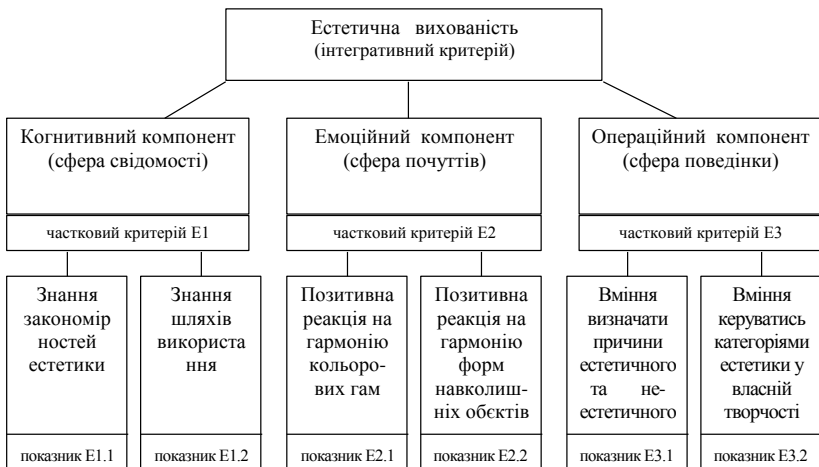 Естетична вихованість
(інтегративний критерій)
Когнитивний компонент
(сфера свідомості)
частковий критерій Е1
Емоційний компонент
(сфера почуттів)
частковий критерій Е2
Операційний компонент
(сфера поведінки)
частковий критерій Е3
Знання
закономір
ностей
естетики
показник Е1.1
Знання
шляхів
використа
ння
показник Е1.2
Позитивна
реакція на
гармонію
кольоро-
вих гам
показник Е2.1
Позитивна
реакція на
гармонію
форм
навколиш-
ніх обєктів
показник Е2.2
Вміння
визначати
причини
естетичного
та не-
естетичного
показник Е3.1
Вміння
керуватись
категоріями
естетики у
власній
творчості
показник Е3.2